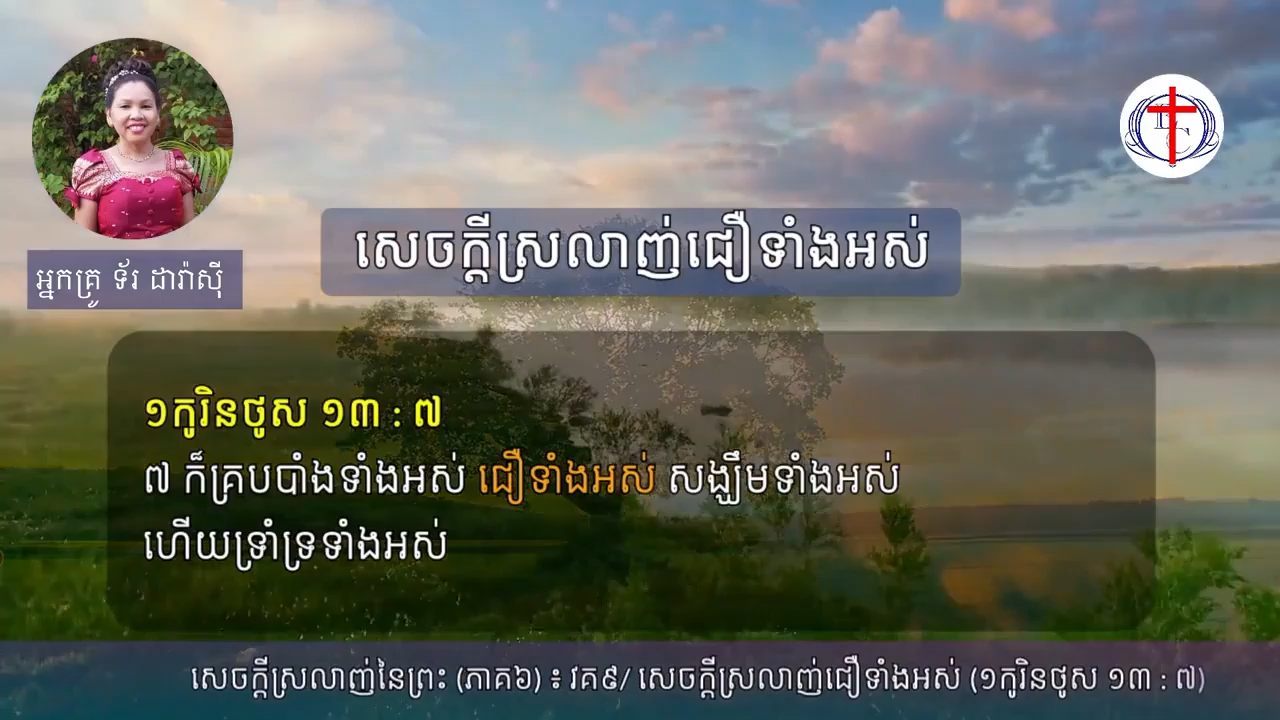 អ្នកគ្រូ ទ័រ ដារ៉ាស៊ី
សេចក្ដីស្រលាញ់ជឿទាំងអស់
១កូរិនថូស ១៣ : ៧
៧ ក៏គ្របបាំងទាំងអស់ ជឿទាំងអស់ សង្ឃឹមទាំងអស់
ហើយទ្រាំទ្រទាំងអស់
សេចក្ដីស្រលាញ់នៃព្រះ (ភាគ៦) ៖ វគ៩/ សេចក្ដីស្រលាញ់ជឿទាំងអស់ (១កូរិនថូស ១៣ : ៧)